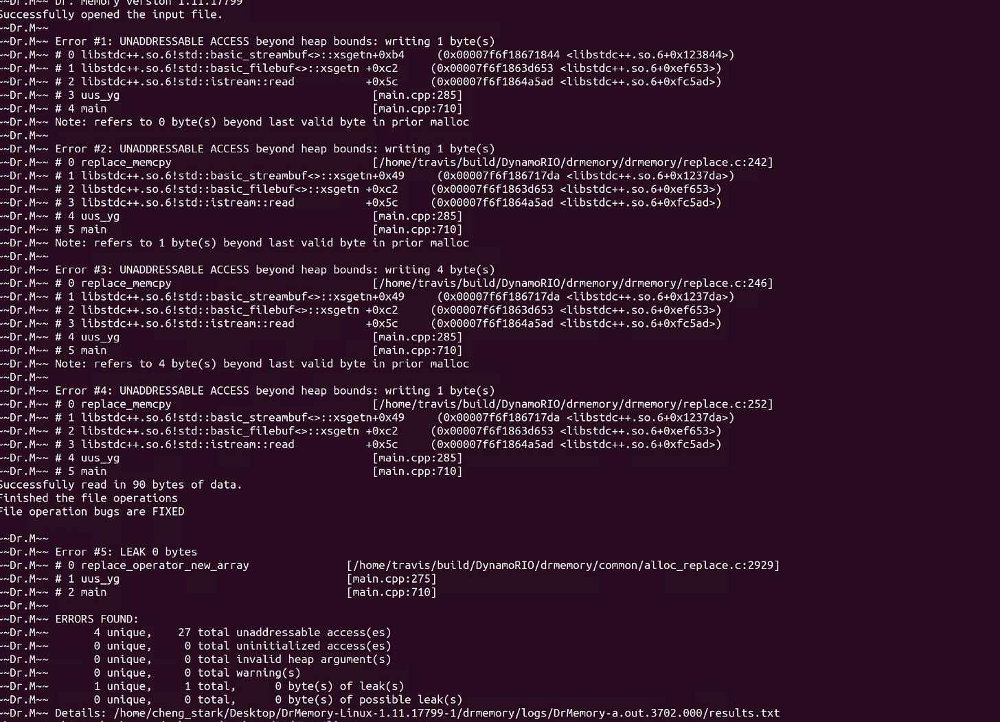 ~~Dr.M~~ Dr. Memory version 1.11.17799
Successfully opened the input file.
~~Dr.M~~
~~Dr.M~~ Error #1: UNADDRESSABLE ACCESS beyond heap bounds: writing 1 byte(s)
~~Dr.M~~ # 0 libstdc++.so.6!std::basic_streambuf<>::xsgetn+0xb4     (0x00007f6f18671844 <libstdc++.so.6+0x123844>)
~~Dr.M~~ # 1 libstdc++.so.6!std::basic_filebuf<>::xsgetn +0xc2     (0x00007f6f1863d653 <libstdc++.so.6+0xef653>)
~~Dr.M~~ # 2 libstdc++.so.6!std::istream::read           +0x5c     (0x00007f6f1864a5ad <libstdc++.so.6+0xfc5ad>)
~~Dr.M~~ # 3 uus_yg                                       [main.cpp:285]
~~Dr.M~~ # 4 main                                         [main.cpp:710]
~~Dr.M~~ Note: refers to 0 byte(s) beyond last valid byte in prior malloc
~~Dr.M~~
~~Dr.M~~ Error #2: UNADDRESSABLE ACCESS beyond heap bounds: writing 1 byte(s)
~~Dr.M~~ # 0 replace_memcpy                               [/home/travis/build/DynamoRIO/drmemory/drmemory/replace.c:242]
~~Dr.M~~ # 1 libstdc++.so.6!std::basic_streambuf<>::xsgetn+0x49     (0x00007f6f186717da <libstdc++.so.6+0x1237da>)
~~Dr.M~~ # 2 libstdc++.so.6!std::basic_filebuf<>::xsgetn +0xc2     (0x00007f6f1863d653 <libstdc++.so.6+0xef653>)
~~Dr.M~~ # 3 libstdc++.so.6!std::istream::read           +0x5c     (0x00007f6f1864a5ad <libstdc++.so.6+0xfc5ad>)
~~Dr.M~~ # 4 uus_yg                                       [main.cpp:285]
~~Dr.M~~ # 5 main                                         [main.cpp:710]
~~Dr.M~~ Note: refers to 1 byte(s) beyond last valid byte in prior malloc
~~Dr.M~~
~~Dr.M~~ Error #3: UNADDRESSABLE ACCESS beyond heap bounds: writing 4 byte(s)
~~Dr.M~~ # 0 replace_memcpy                               [/home/travis/build/DynamoRIO/drmemory/drmemory/replace.c:246]
~~Dr.M~~ # 1 libstdc++.so.6!std::basic_streambuf<>::xsgetn+0x49     (0x00007f6f186717da <libstdc++.so.6+0x1237da>)
~~Dr.M~~ # 2 libstdc++.so.6!std::basic_filebuf<>::xsgetn +0xc2     (0x00007f6f1863d653 <libstdc++.so.6+0xef653>)
~~Dr.M~~ # 3 libstdc++.so.6!std::istream::read           +0x5c     (0x00007f6f1864a5ad <libstdc++.so.6+0xfc5ad>)
~~Dr.M~~ # 4 uus_yg                                       [main.cpp:285]
~~Dr.M~~ # 5 main                                         [main.cpp:710]
~~Dr.M~~ Note: refers to 4 byte(s) beyond last valid byte in prior malloc
~~Dr.M~~
~~Dr.M~~ Error #4: UNADDRESSABLE ACCESS beyond heap bounds: writing 1 byte(s)
~~Dr.M~~ # 0 replace_memcpy                               [/home/travis/build/DynamoRIO/drmemory/drmemory/replace.c:252]
~~Dr.M~~ # 1 libstdc++.so.6!std::basic_streambuf<>::xsgetn+0x49     (0x00007f6f186717da <libstdc++.so.6+0x1237da>)
~~Dr.M~~ # 2 libstdc++.so.6!std::basic_filebuf<>::xsgetn +0xc2     (0x00007f6f1863d653 <libstdc++.so.6+0xef653>)
~~Dr.M~~ # 3 libstdc++.so.6!std::istream::read           +0x5c     (0x00007f6f1864a5ad <libstdc++.so.6+0xfc5ad>)
~~Dr.M~~ # 4 uus_yg                                       [main.cpp:285]
~~Dr.M~~ # 5 main                                         [main.cpp:710]
Successfully read in 90 bytes of data.
Finished the file operations
File operation bugs are FIXED
~~Dr.M~~
~~Dr.M~~ Error #5: LEAK 0 bytes
~~Dr.M~~ # 0 replace_operator_new_array               [/home/travis/build/DynamoRIO/drmemory/common/alloc_replace.c:2929]
~~Dr.M~~ # 1 uus_yg                                   [main.cpp:275]
~~Dr.M~~ # 2 main                                     [main.cpp:710]
~~Dr.M~~
~~Dr.M~~ ERRORS FOUND:
~~Dr.M~~       4 unique,    27 total unaddressable access(es)
~~Dr.M~~       0 unique,     0 total uninitialized access(es)
~~Dr.M~~       0 unique,     0 total invalid heap argument(s)
~~Dr.M~~       0 unique,     0 total warning(s)
~~Dr.M~~       1 unique,     1 total,      0 byte(s) of leak(s)
~~Dr.M~~       0 unique,     0 total,      0 byte(s) of possible leak(s)
~~Dr.M~~ Details: /home/cheng_stark/Desktop/DrMemory-Linux-1.11.17799-1/drmemory/logs/DrMemory-a.out.3702.000/results.txt